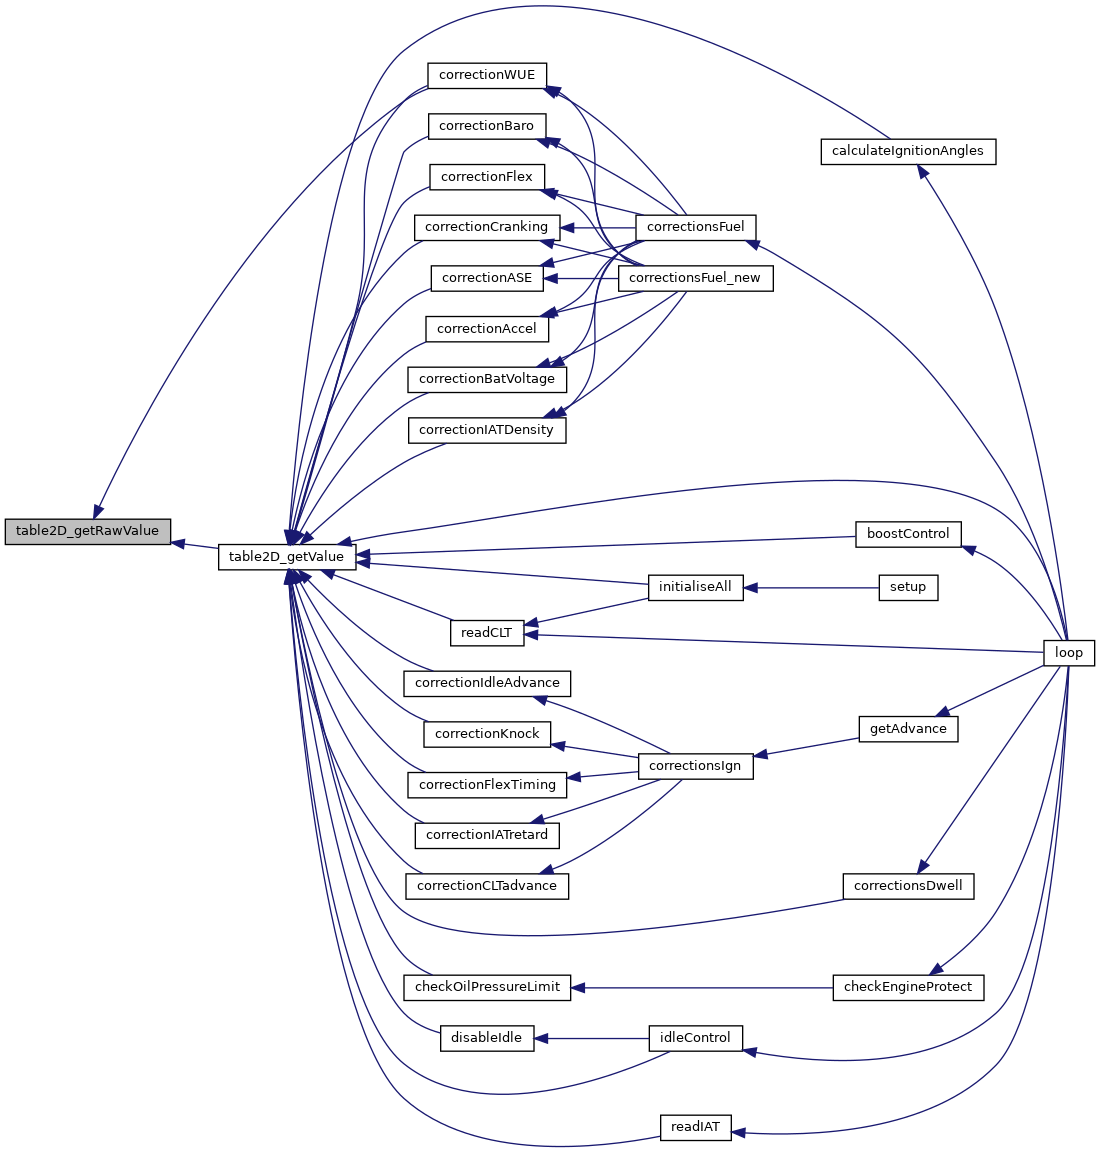 correctionWUE
correctionBaro
calculateIgnitionAngles
correctionFlex
correctionCranking
correctionsFuel
correctionASE
correctionsFuel_new
correctionAccel
correctionBatVoltage
correctionIATDensity
table2D_getRawValue
boostControl
table2D_getValue
initialiseAll
setup
readCLT
loop
correctionIdleAdvance
correctionKnock
getAdvance
correctionsIgn
correctionFlexTiming
correctionIATretard
correctionCLTadvance
correctionsDwell
checkOilPressureLimit
checkEngineProtect
disableIdle
idleControl
readIAT